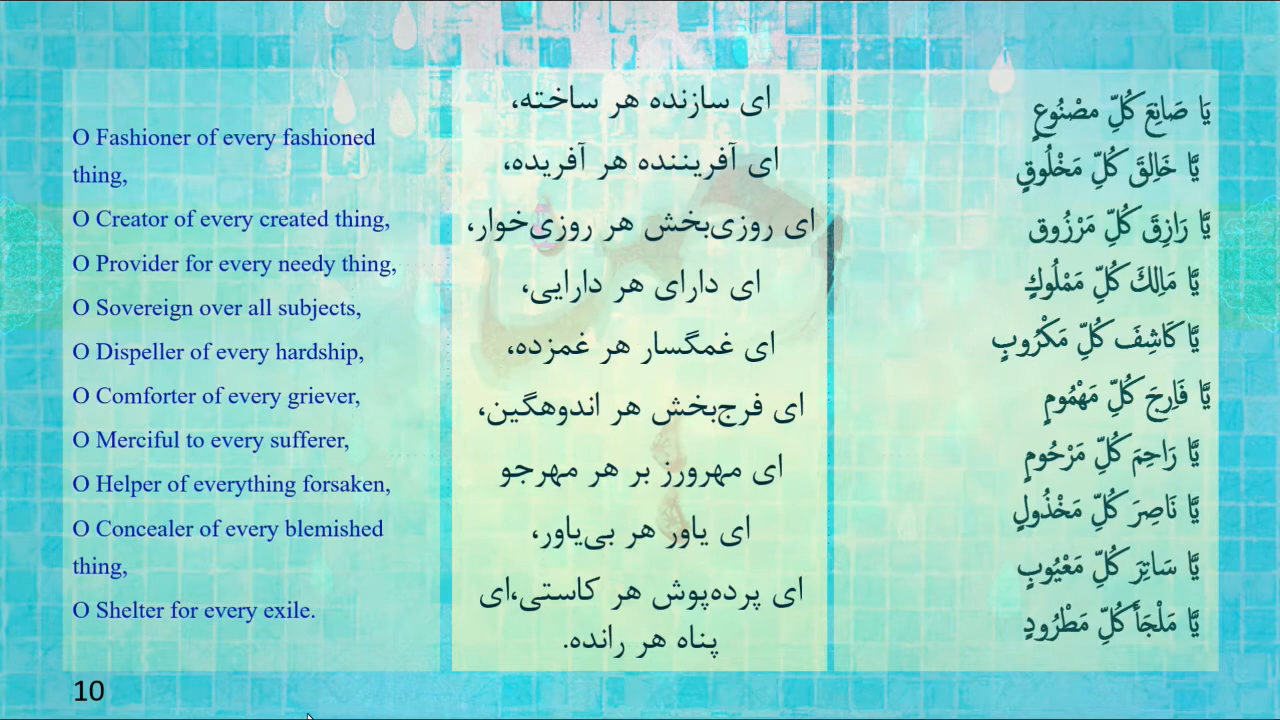 O Fashioner of every fashioned
thing,
O Creator of every created thing,
O Provider for every needy thing,
O Sovereign over all subjects,
O Dispeller of every hardship,
O Comforter of every griever,
O Merciful to every sufferer,
O Helper of everything forsaken,
O Concealer of every blemished
thing,
O Shelter for every exile.
ای سازنده هر ساخته،
ای آفریننده هر آفریده،
ای روزی‌بخش هر روزی‌خوار،
ای دارای هر دارایی،
ای غمگسار هر غمزده،
ای فرج‌بخش هر اندوهگین،
ای مهرورز بر هر مهرجو
ای یاور هر بی‌یاور،
ای پرده‌پوش هر کاستی،ای
پناه هر رانده.
يَا صَانِعَ كُلِّ مَصْنُوعٍ
يَّا خَالِقَ كُلِّ مَخْلُوقٍ
يَّا رَازِقَ كُلِّ مَرْزُوق
يَّا مَالِكَ كُلِّ مَمْلُوكٍ
يَّا كَاشِفَ كُلِّ مَكْرُوبٍ
يَّا فَارِجَ كُلِّ مَهْمُومٍ
يَّا رَاحِمَ كُلِّ مَرْحُومٍ
يَّا نَاصِرَ كُلِّ مَخْذُولٍ
يَّا سَاتِرَ كُلِّ مَعْيُوبٍ
يَّا مَلْجَأَ كُلِّ مَطْرُودٍ
10